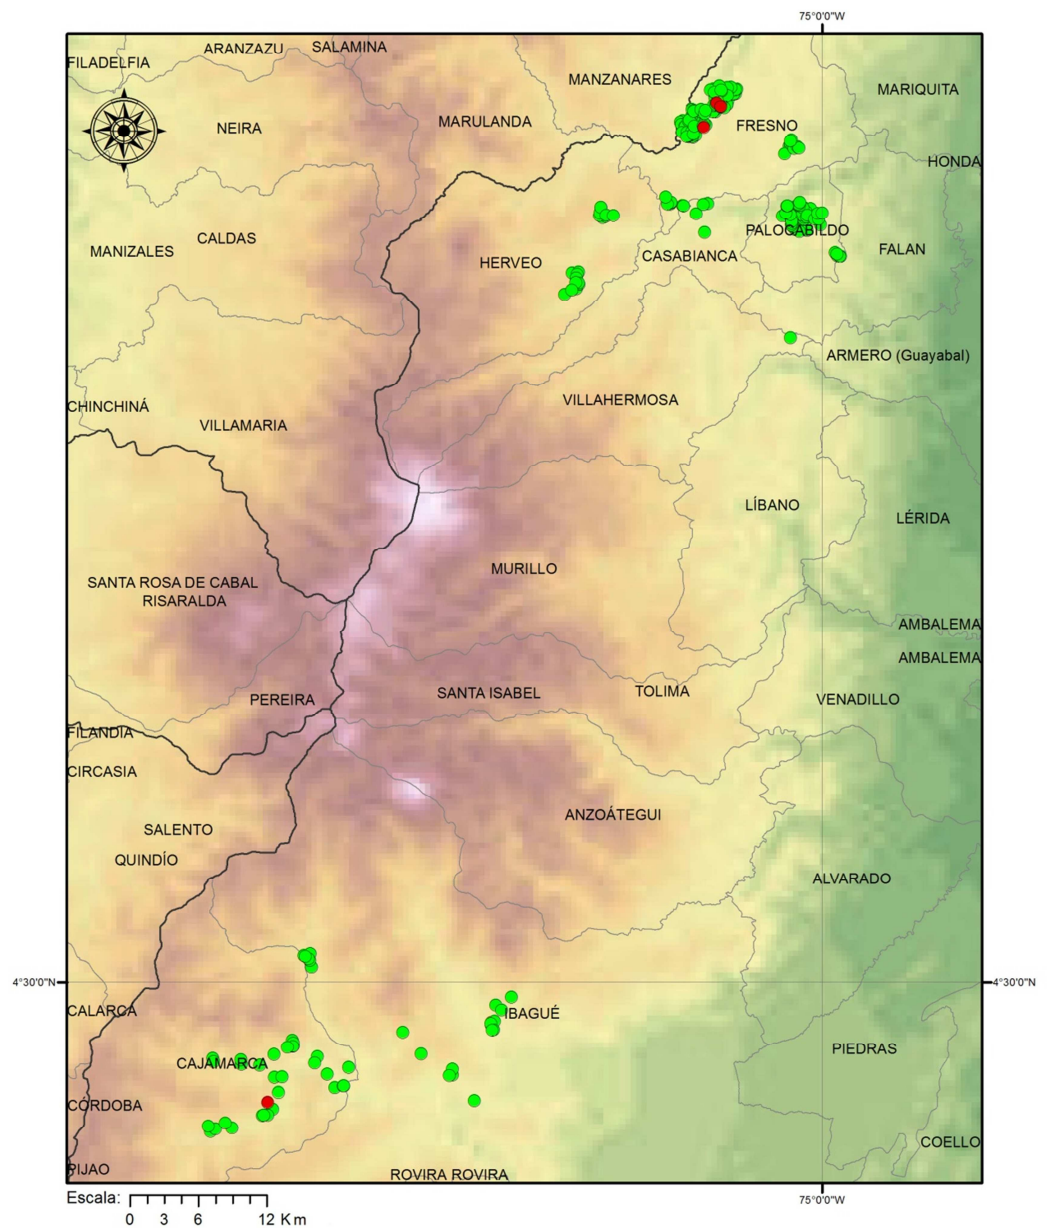 75°0'0"W
ARANZAZU
SALAMINA
FILADELFIA
MANZANARES
MARIQUITA
NEIRA
MARULANDA
FRESNO
HONDA
MANIZALES
CALDAS
PALOCABILDO
HERVEO
CASABIANCA
FALAN
ARMERO (Guayabal)
CHINCHINÁ
VILLAHERMOSA
VILLAMARIA
LÍBANO
LÉRIDA
MURILLO
SANTA ROSA DE CABAL
RISARALDA
AMBALEMA
AMBALEMA
PEREIRA
SANTA ISABEL
TOLIMA
VENADILLO
FILANDIA
CIRCASIA
SALENTO
ANZOÁTEGUI
QUINDÍO
ALVARADO
4°30'0"N
4°30'0"N
CALARCA
IBAGUÉ
CAJAMARCA
PIEDRAS
CÓRDOBA
COELLO
PIJAO
ROVIRA ROVIRA
Escala:
0 3 6 12 Km
75°0'0"W